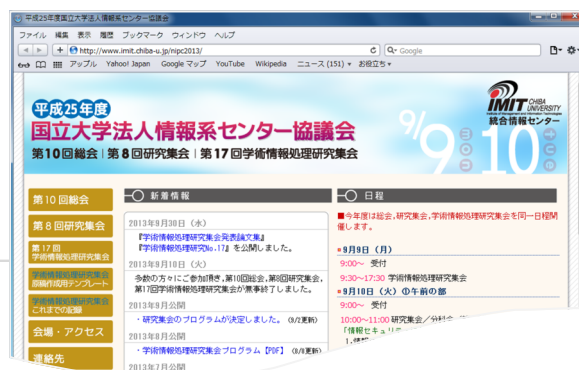 平成25年度国立大学法人情報系センター協議会
ファイル 編集 表示 履歴 ブックマーク ウィンドウ ヘルプ
http://www.imit.chiba-u.jp/nipc2013/
Google
アップル Yahoo! Japan Google マップ YouTube Wikipedia ニュース (151) お役立ち
平成25年度
国立大学法人情報系センター協議会
第10回総会 | 第8回研究集会 | 第17回学術情報処理研究集会
9/9 10
mon tue
IMIT CHIBA UNIVERSITY
統合情報センター
第10回総会
第8回研究集会
第17回
学術情報処理研究集会
学術情報処理研究集会
原稿作成用テンプレート
学術情報処理研究集会
これまでの記録
会場・アクセス
連絡先
新着情報
2013年9月30日（水）
『学術情報処理研究集会発表論文集』
『学術情報処理研究No.17』を公開しました。
2013年9月10日（火）
多数の方々にご参加頂き,第10回総会,第8回研究集会,
第17回学術情報処理研究集会が無事終了しました。
2013年9月公開
・研究集会のプログラムが決定しました。（9/2更新）
2013年8月公開
・学術情報処理研究集会プログラム【PDF】（8/8更新）
2013年7月公開
日程
■今年度は総会,研究集会,学術情報処理研究集会を同一日程開
催します。
9月9日（月）
9:00～ 受付
9:30～17:30 学術情報処理研究集会
9月10日（火）①午前の部
9:00～ 受付
10:00～11:00 研究集会／分科会
「情報セキュリテ